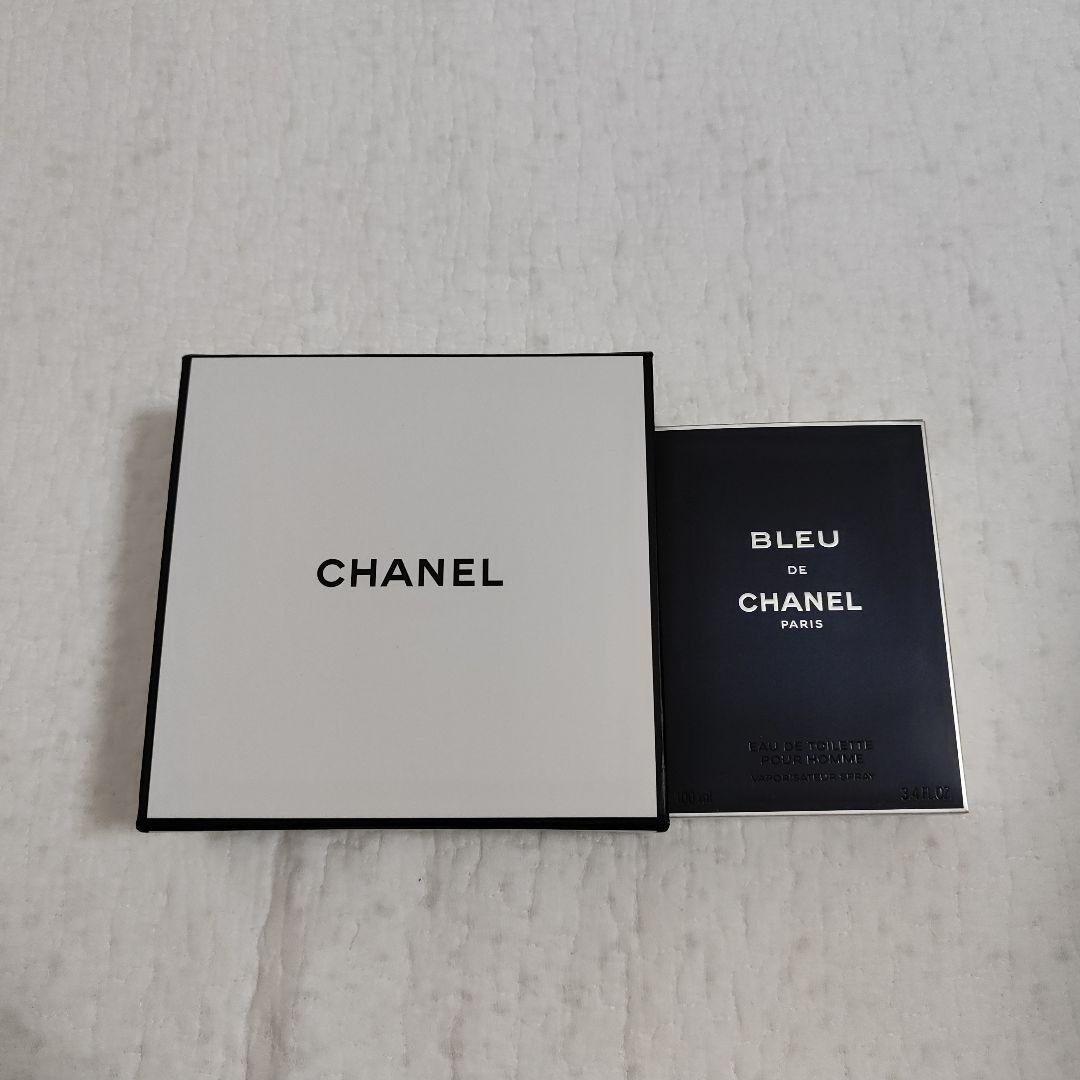 CHANEL
BLEU
DE
CHANEL
PARIS
EAU DE TOILETTE
POUR HOMME
VAPORISATEUR SPRAY
100 ml 3.4 FL.OZ